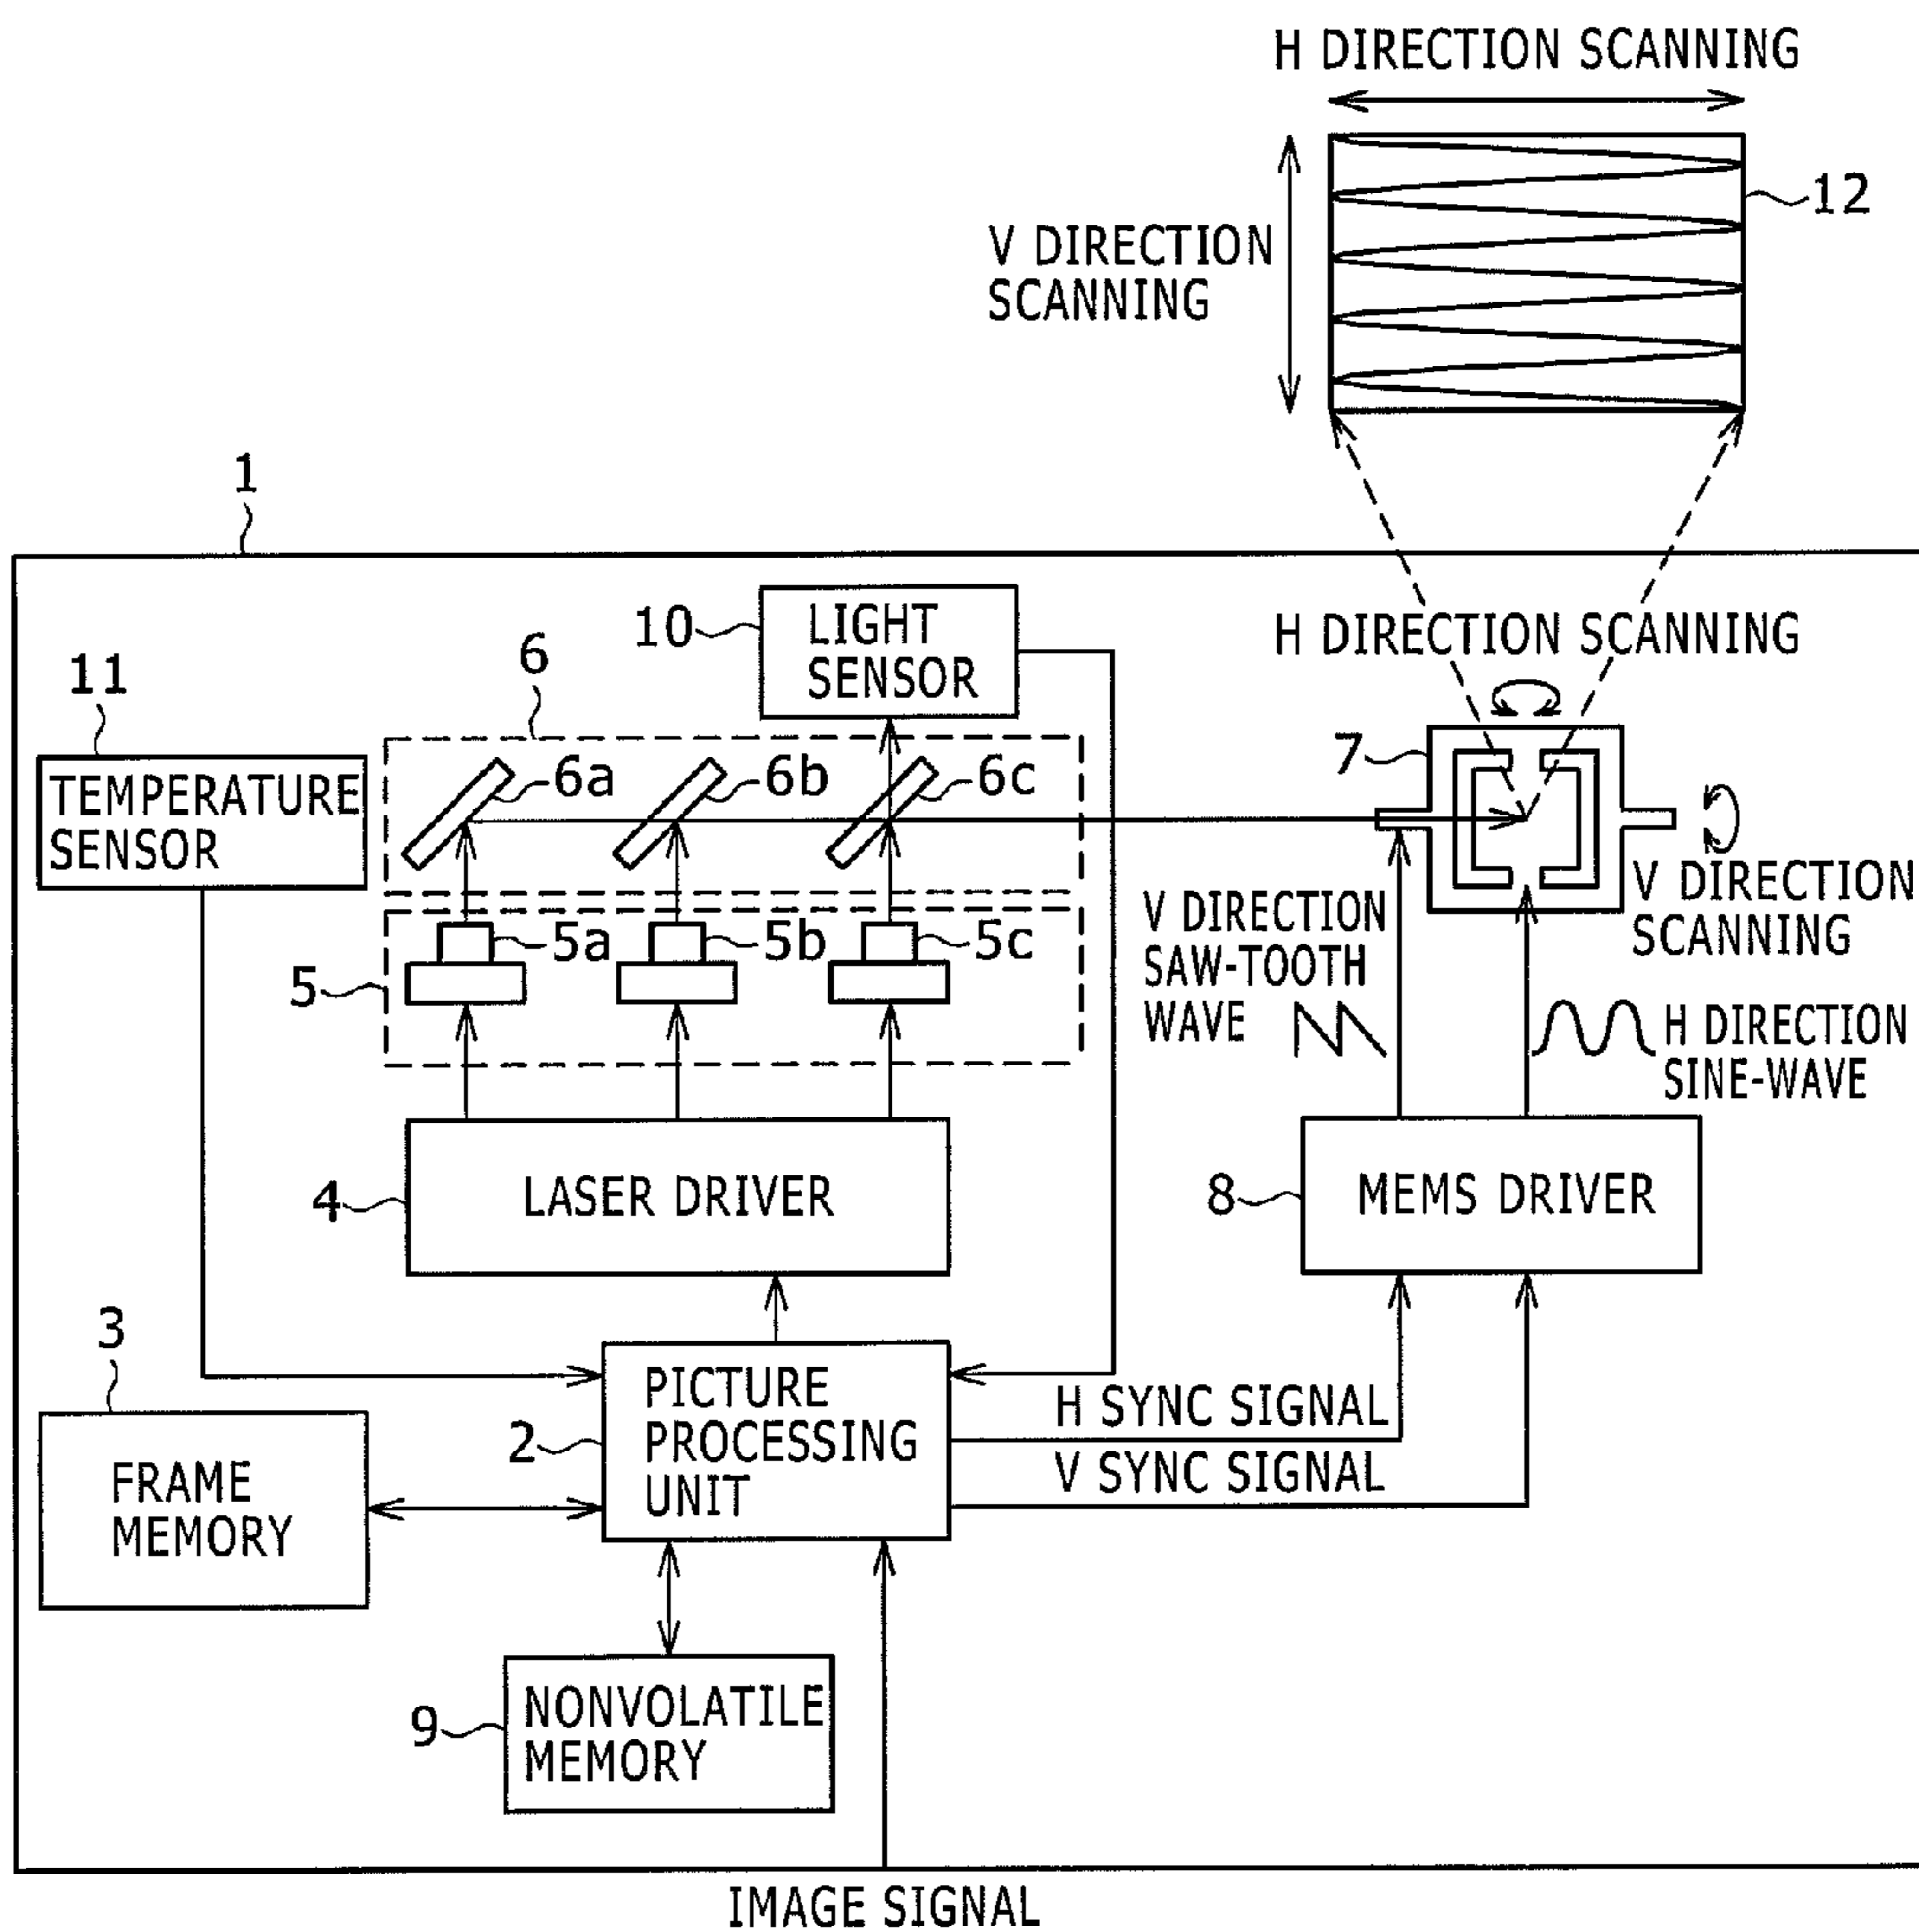 H DIRECTION SCANNING
V DIRECTION
SCANNING
12
1
10
LIGHT
SENSOR
H DIRECTION SCANNING
6
11
7
TEMPERATURE
SENSOR
6a
6b
6c
V DIRECTION
SCANNING
V DIRECTION
SAW-TOOTH
WAVE
5
5a
5b
5c
H DIRECTION
SINE-WAVE
4
LASER DRIVER
8
MEMS DRIVER
3
2
PICTURE
PROCESSING
UNIT
H SYNC SIGNAL
V SYNC SIGNAL
FRAME
MEMORY
9
NONVOLATILE
MEMORY
IMAGE SIGNAL